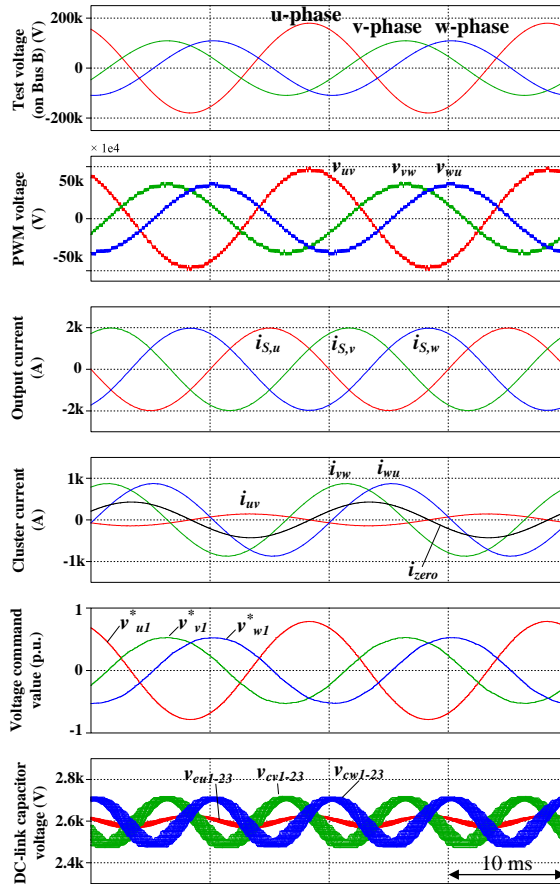 200k
0
-200k
Test voltage
(on Bus B) (V)
u-phase
v-phase
w-phase
× 1e4
50k
0
-50k
PWM voltage
(V)
v_uv
v_vw
v_wu
2k
0
-2k
Output current
(A)
i_S,u
i_S,v
i_S,w
1k
0
-1k
Cluster current
(A)
i_uv
i_vw
i_wu
i_zero
1
0
-1
Voltage command
value (p.u.)
v*_u1
v*_v1
v*_w1
2.8k
2.6k
2.4k
DC-link capacitor
voltage (V)
v_cu1-23
v_cv1-23
v_cw1-23
10 ms